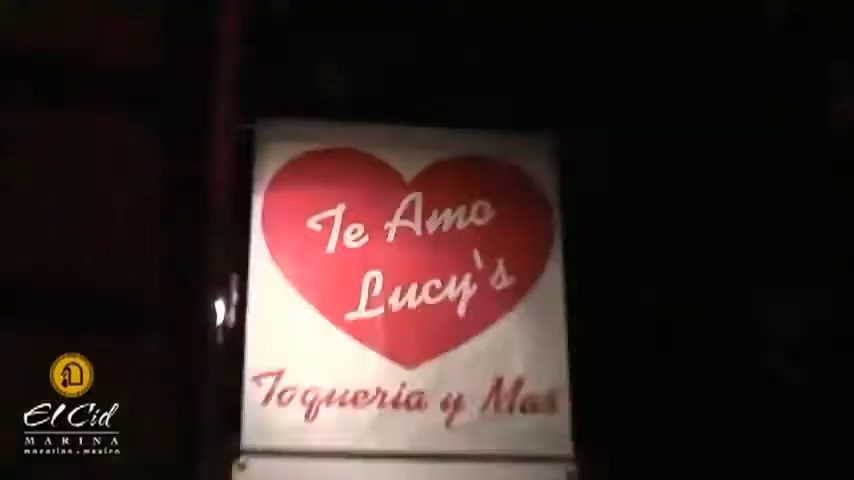 Te Amo
Lucy's
Taqueria y Mas
El Cid
MARINA
mazatlan - mexico